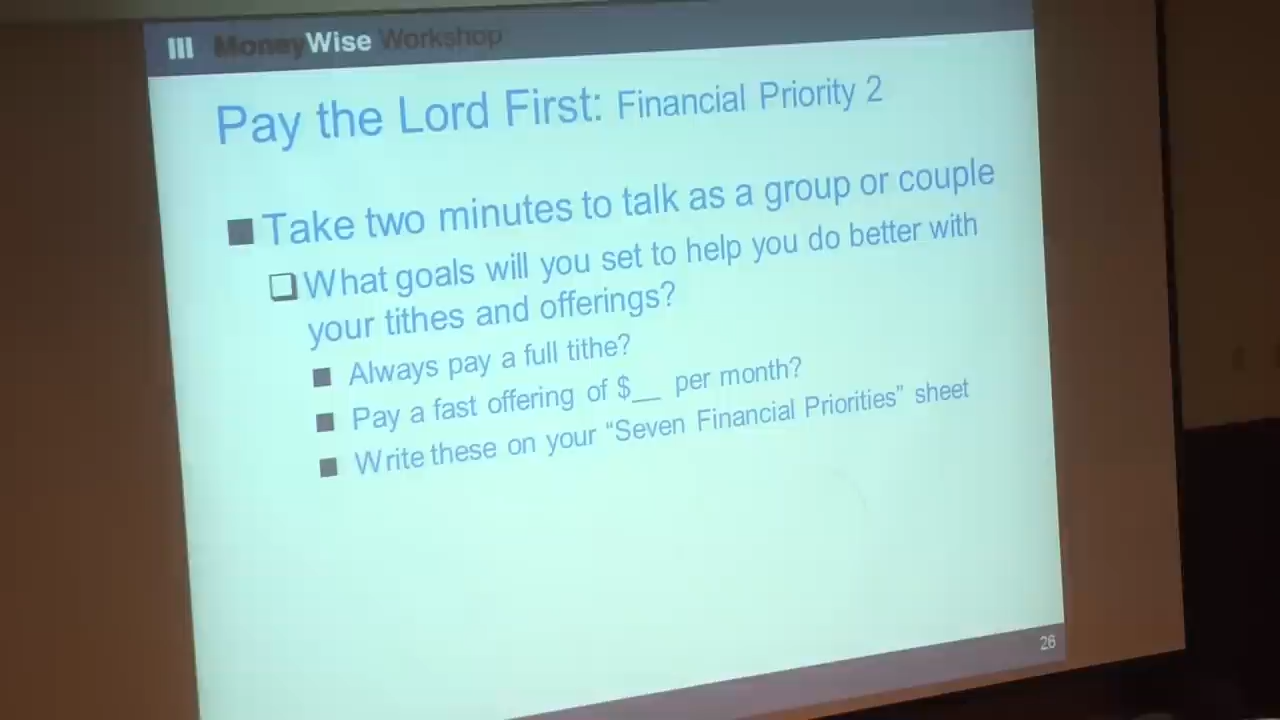 MoneyWise Workshop
Pay the Lord First: Financial Priority 2
Take two minutes to talk as a group or couple
What goals will you set to help you do better with
your tithes and offerings?
Always pay a full tithe?
Pay a fast offering of $__ per month?
Write these on your “Seven Financial Priorities” sheet
26